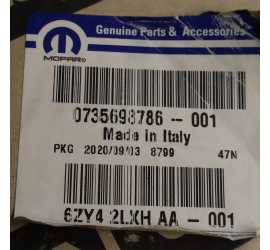 Genuine Parts & Accessories
MOPAR®
0735698786 -- 001
Made in Italy
PKG 2020/09/03 8799 47N
6ZY4 2LXH AA -- 001